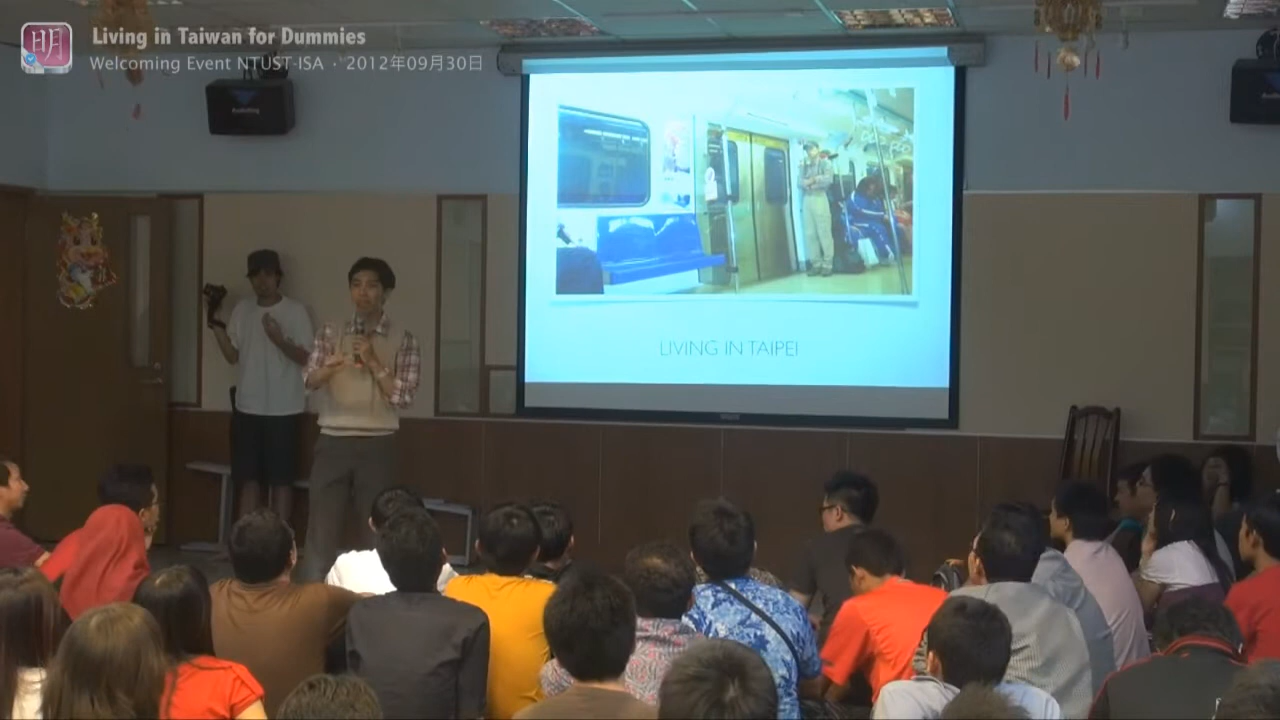 明
Living in Taiwan for Dummies
Welcoming Event NTUST-ISA · 2012年09月30日
LIVING IN TAIPEI